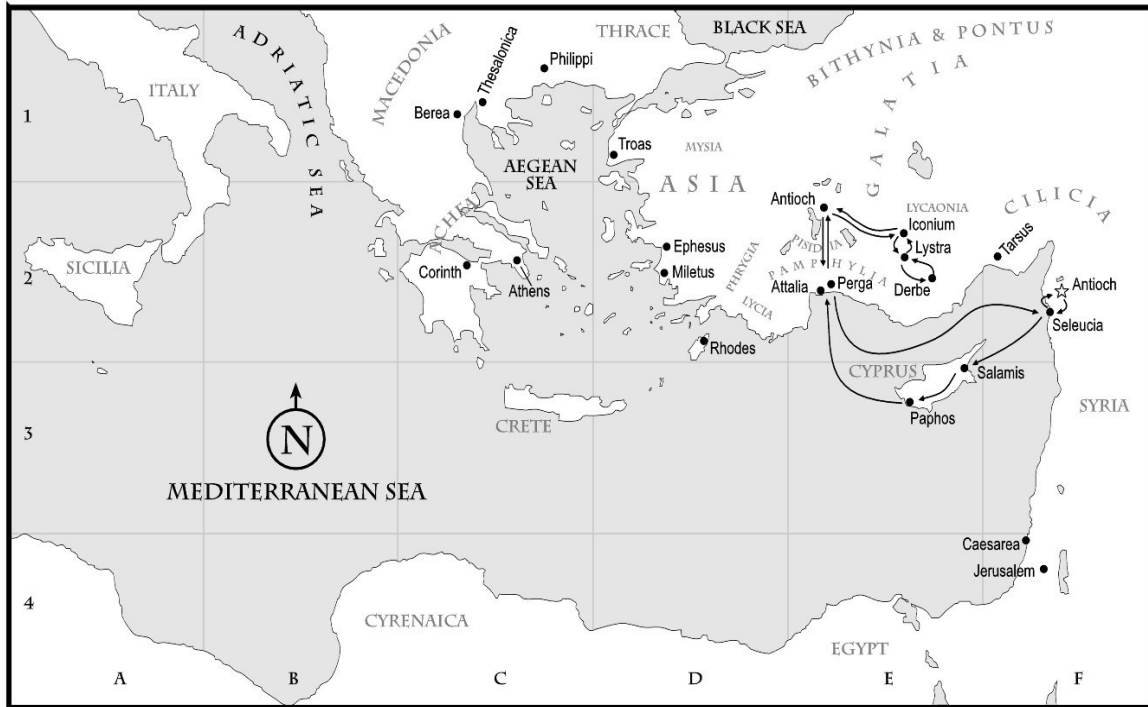 BLACK SEA
THRACE
BITHYNIA & PONTUS
ADRIATIC SEA
MACEDONIA
Thesalonica
Philippi
GALATIA
ITALY
1
Berea
Troas
MYSIA
AEGEAN
SEA
ASIA
Antioch
LYCAONIA
CILICIA
ACHEA
Iconium
Ephesus
PISIDIA
Lystra
Tarsus
SICILIA
Corinth
Miletus
PHRYGIA
PAMPHYLIA
2
Athens
Attalia
Perga
Derbe
Antioch
LYCIA
Seleucia
Rhodes
CYPRUS
Salamis
SYRIA
Paphos
CRETE
3
N
MEDITERRANEAN SEA
Caesarea
Jerusalem
4
CYRENAICA
EGYPT
A
B
C
D
E
F